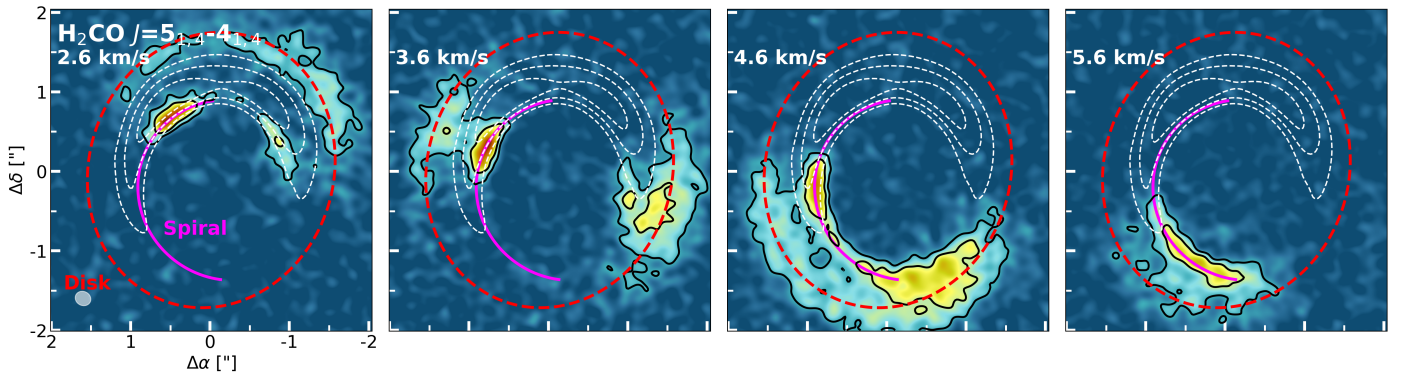 H₂CO J=5₁,₄-4₁,₄
2.6 km/s
3.6 km/s
4.6 km/s
5.6 km/s
2
1
0
-1
-2
Δδ ["]
Spiral
Disk
2 1 0 -1 -2
Δα ["]